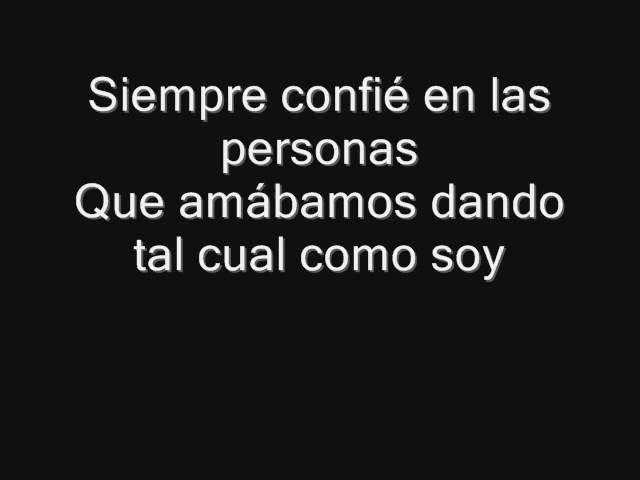 Siempre confié en las
personas
Que amábamos dando
tal cual como soy